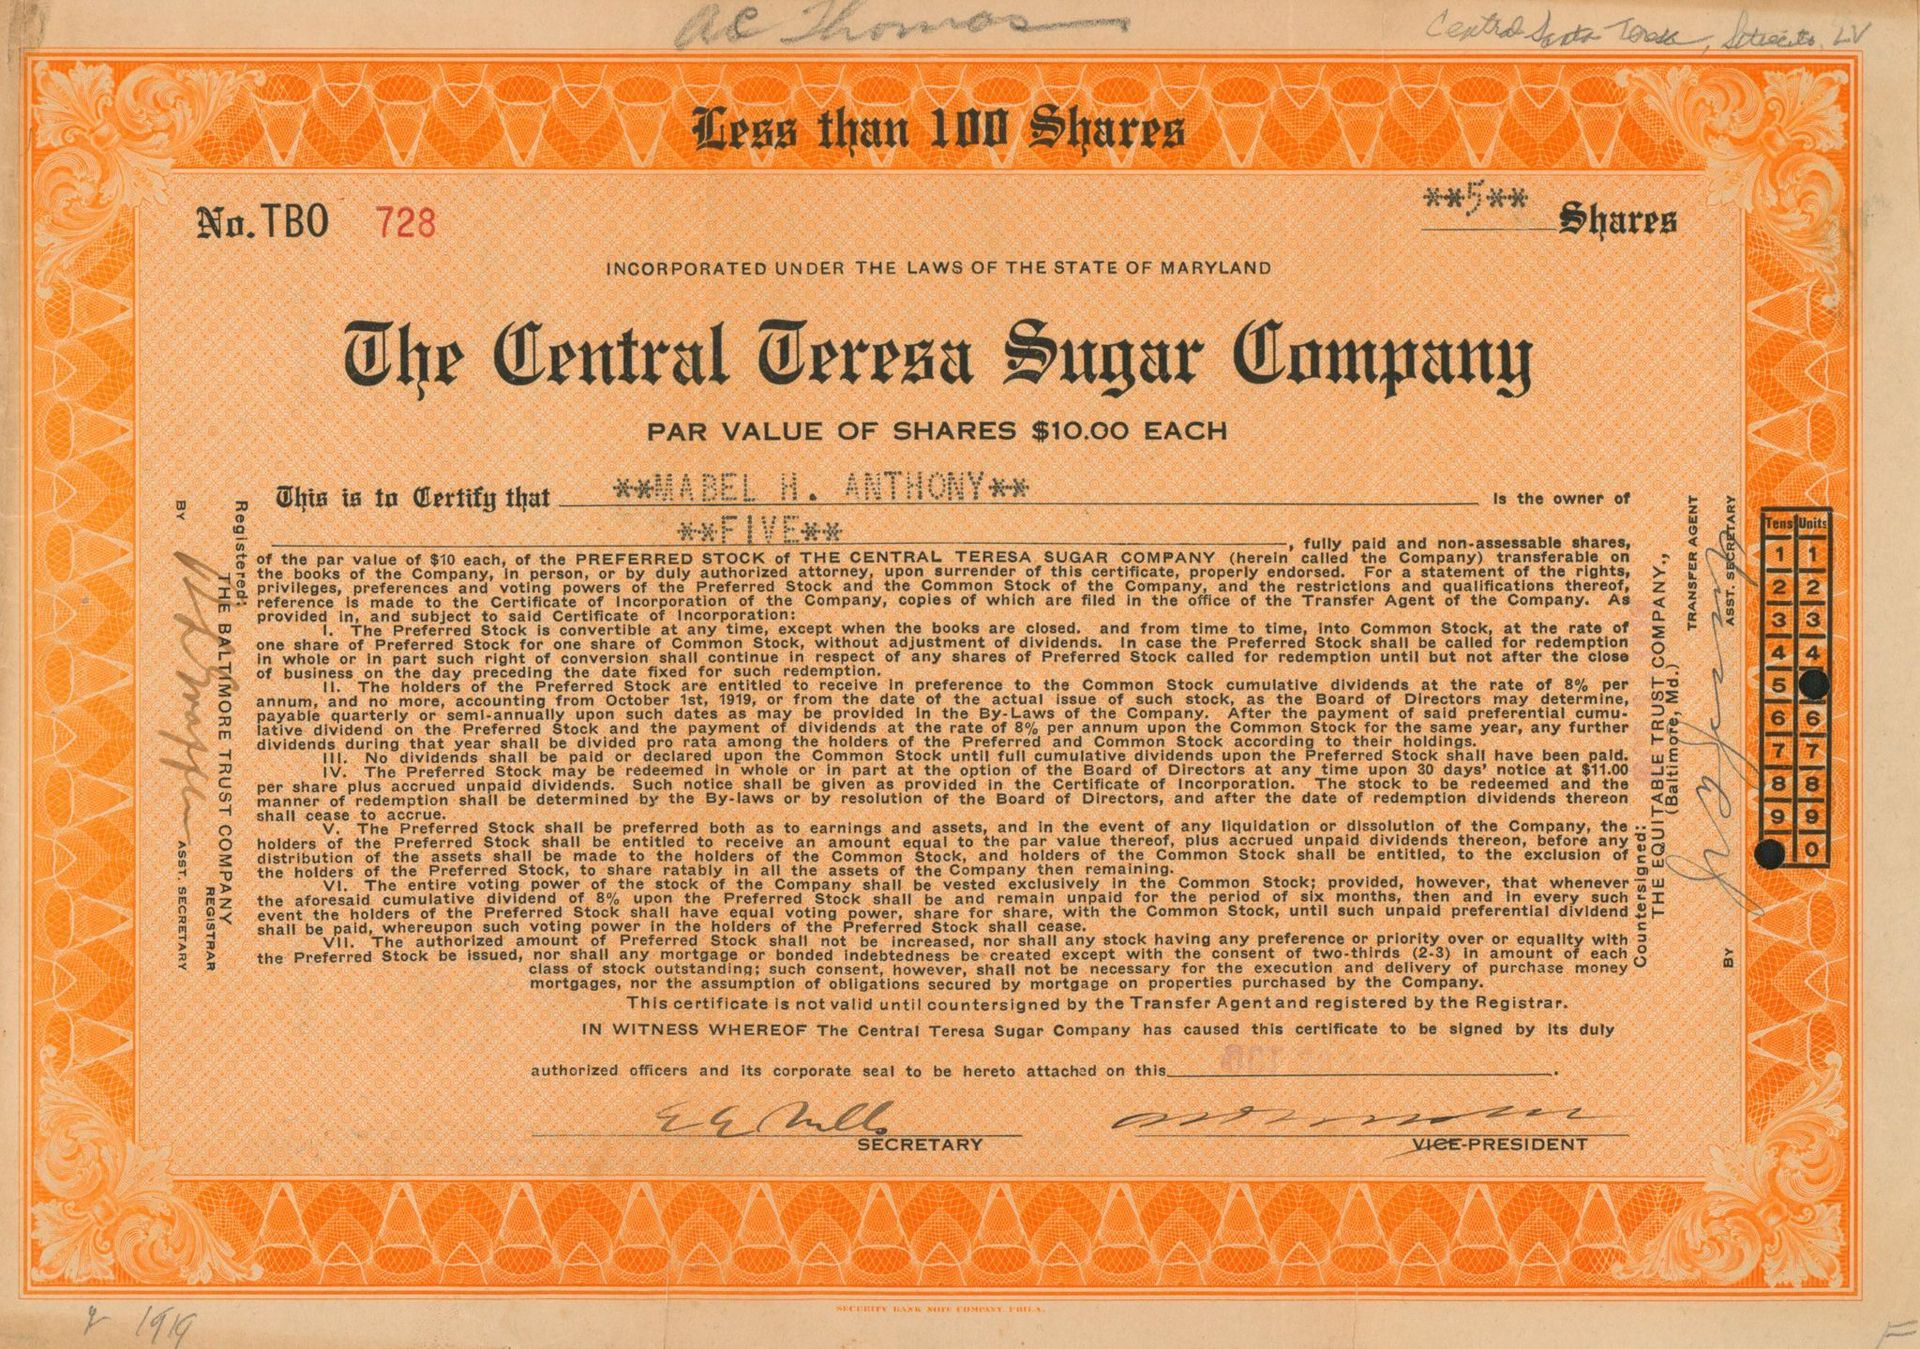 AC Thomas
Central Santa Teresa,
Less than 100 Shares
No. TBO 728
**5** Shares
INCORPORATED UNDER THE LAWS OF THE STATE OF MARYLAND
The Central Teresa Sugar Company
PAR VALUE OF SHARES $10.00 EACH
This is to Certify that **MABEL H. ANTHONY** is the owner of
**FIVE** , fully paid and non-assessable shares,
of the par value of $10 each, of the PREFERRED STOCK of THE CENTRAL TERESA SUGAR COMPANY (herein called the Company) transferable on
the books of the Company, in person, or by duly authorized attorney, upon surrender of this certificate, properly endorsed. For a statement of the rights,
privileges, preferences and voting powers of the Preferred Stock and the Common Stock of the Company, and the restrictions and qualifications thereof,
reference is made to the Certificate of Incorporation of the Company, copies of which are filed in the office of the Transfer Agent of the Company. As
provided in, and subject to said Certificate of Incorporation:
I. The Preferred Stock is convertible at any time, except when the books are closed. and from time to time, into Common Stock, at the rate of
one share of Preferred Stock for one share of Common Stock, without adjustment of dividends. In case the Preferred Stock shall be called for redemption
in whole or in part such right of conversion shall continue in respect of any shares of Preferred Stock called for redemption until but not after the close
of business on the day preceding the date fixed for such redemption.
II. The holders of the Preferred Stock are entitled to receive in preference to the Common Stock cumulative dividends at the rate of 8% per
annum, and no more, accounting from October 1st, 1919, or from the date of the actual issue of such stock, as the Board of Directors may determine,
payable quarterly or semi-annually upon such dates as may be provided in the By-Laws of the Company. After the payment of said preferential cumu-
lative dividend on the Preferred Stock and the payment of dividends at the rate of 8% per annum upon the Common Stock for the same year, any further
dividends during that year shall be divided pro rata among the holders of the Preferred and Common Stock according to their holdings.
III. No dividends shall be paid or declared upon the Common Stock until full cumulative dividends upon the Preferred Stock shall have been paid.
IV. The Preferred Stock may be redeemed in whole or in part at the option of the Board of Directors at any time upon 30 days' notice at $11.00
per share plus accrued unpaid dividends. Such notice shall be given as provided in the Certificate of Incorporation. The stock to be redeemed and the
manner of redemption shall be determined by the By-laws or by resolution of the Board of Directors, and after the date of redemption dividends thereon
shall cease to accrue.
V. The Preferred Stock shall be preferred both as to earnings and assets, and in the event of any liquidation or dissolution of the Company, the
holders of the Preferred Stock shall be entitled to receive an amount equal to the par value thereof, plus accrued unpaid dividends thereon, before any
distribution of the assets shall be made to the holders of the Common Stock, and holders of the Common Stock shall be entitled, to the exclusion of
the holders of the Preferred Stock, to share ratably in all the assets of the Company then remaining.
VI. The entire voting power of the stock of the Company shall be vested exclusively in the Common Stock; provided, however, that whenever
the aforesaid cumulative dividend of 8% upon the Preferred Stock shall be and remain unpaid for the period of six months, then and in every such
event the holders of the Preferred Stock shall have equal voting power, share for share, with the Common Stock, until such unpaid preferential dividend
shall be paid, whereupon such voting power in the holders of the Preferred Stock shall cease.
VII. The authorized amount of Preferred Stock shall not be increased, nor shall any stock having any preference or priority over or equality with
the Preferred Stock be issued, nor shall any mortgage or bonded indebtedness be created except with the consent of two-thirds (2-3) in amount of each
class of stock outstanding; such consent, however, shall not be necessary for the execution and delivery of purchase money
mortgages, nor the assumption of obligations secured by mortgage on properties purchased by the Company.
This certificate is not valid until countersigned by the Transfer Agent and registered by the Registrar.
IN WITNESS WHEREOF The Central Teresa Sugar Company has caused this certificate to be signed by its duly
authorized officers and its corporate seal to be hereto attached on this .
SECRETARY
VICE-PRESIDENT
Registered:
THE BALTIMORE TRUST COMPANY
REGISTRAR
BY
ASST. SECRETARY
Countersigned:
THE EQUITABLE TRUST COMPANY.,
(Baltimore, Md.)
TRANSFER AGENT
BY
ASST. SECRETARY
Tens Units
1 1
2 2
3 3
4 4
5
6 6
7 7
8 8
9 9
0
SECURITY BANK NOTE COMPANY PHILA.
1919